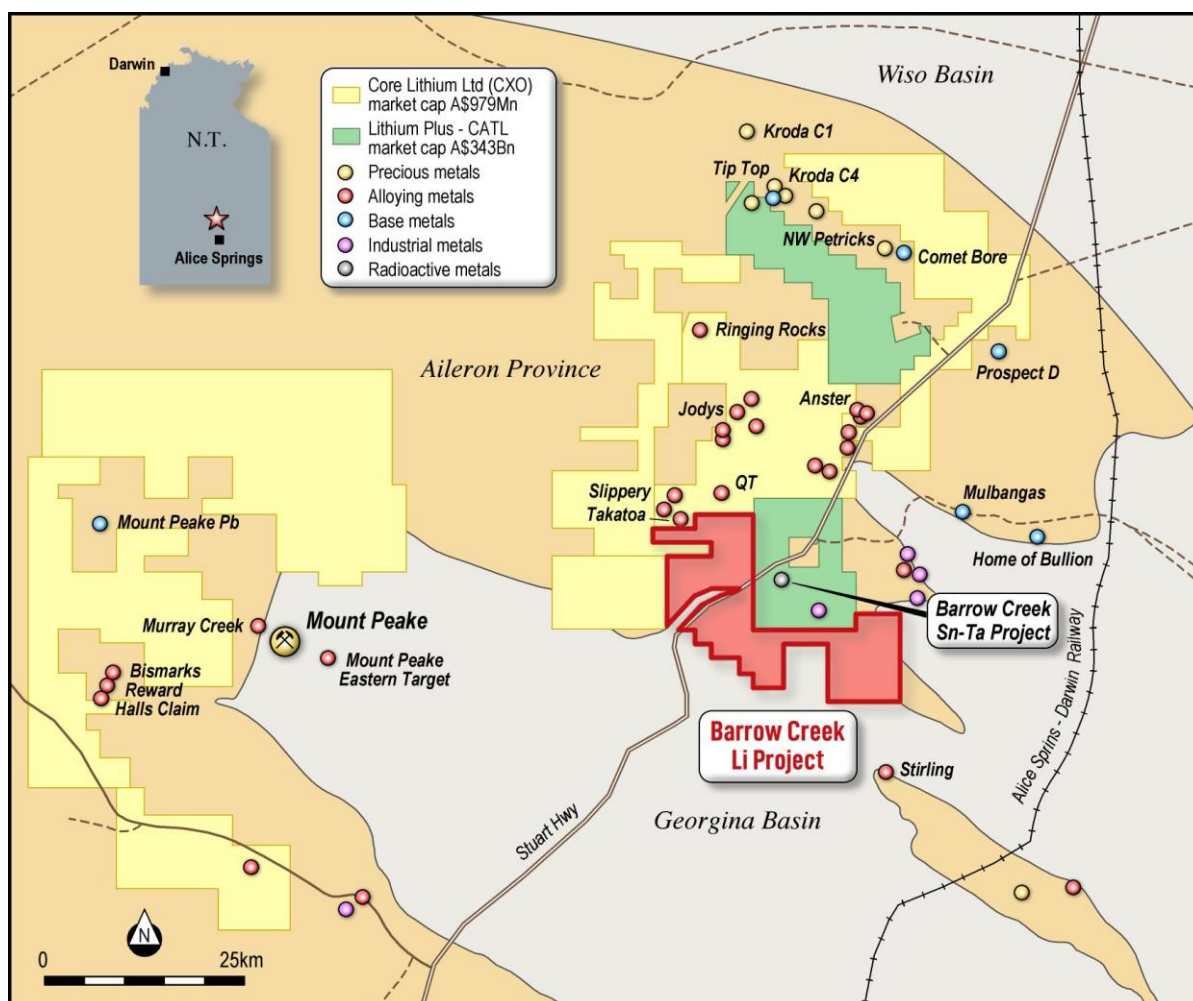 Darwin
N.T.
Alice Springs
Core Lithium Ltd (CXO)
market cap A$979Mn
Lithium Plus - CATL
market cap A$343Bn
Precious metals
Alloying metals
Base metals
Industrial metals
Radioactive metals
Wiso Basin
Kroda C1
Tip Top
Kroda C4
NW Petricks
Comet Bore
Ringing Rocks
Aileron Province
Prospect D
Jodys
Anster
QT
Slippery
Takatoa
Mulbangas
Home of Bullion
Mount Peake Pb
Barrow Creek
Sn-Ta Project
Murray Creek
Mount Peake
Mount Peake
Eastern Target
Bismarks
Reward
Halls Claim
Barrow Creek
Li Project
Stirling
Georgina Basin
Stuart Hwy
Alice Sprins - Darwin Railway
N
0
25km